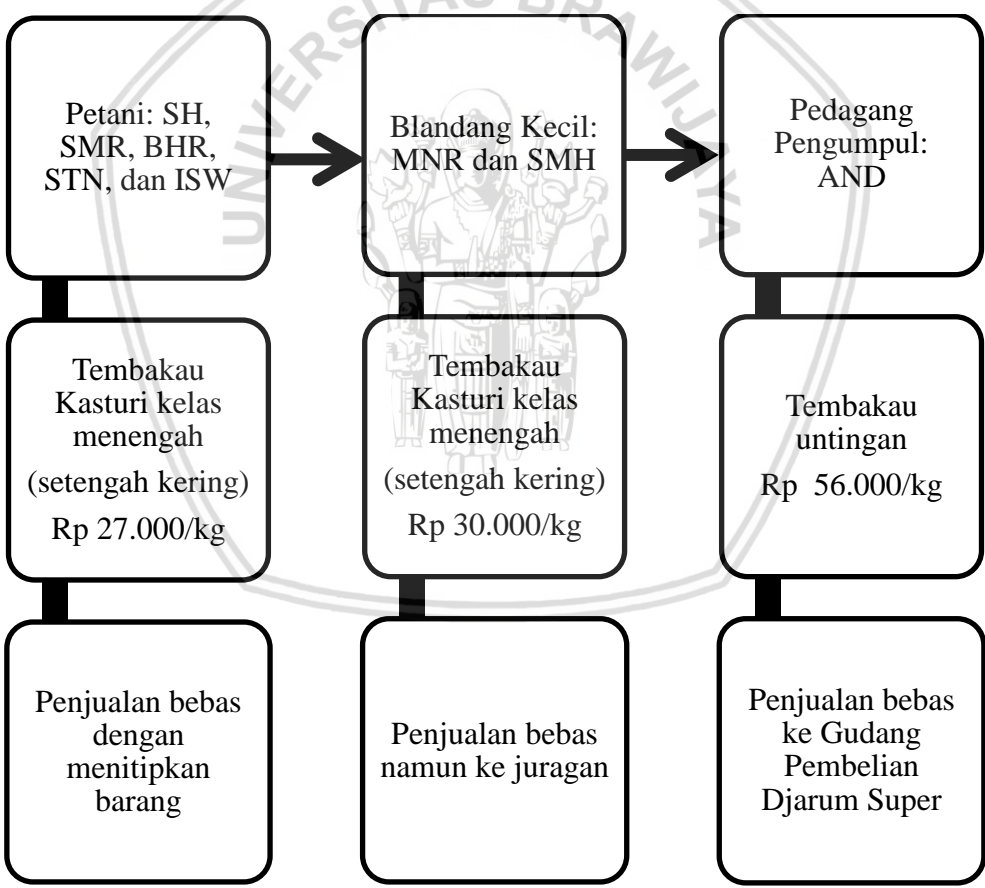 UNIVERSITAS BRAWIJAYA
Petani: SH,
SMR, BHR,
STN, dan ISW
Blandang Kecil:
MNR dan SMH
Pedagang
Pengumpul:
AND
Tembakau
Kasturi kelas
menengah
(setengah kering)
Rp 27.000/kg
Tembakau
Kasturi kelas
menengah
(setengah kering)
Rp 30.000/kg
Tembakau
untingan
Rp  56.000/kg
Penjualan bebas
dengan
menitipkan
barang
Penjualan bebas
namun ke juragan
Penjualan bebas
ke Gudang
Pembelian
Djarum Super